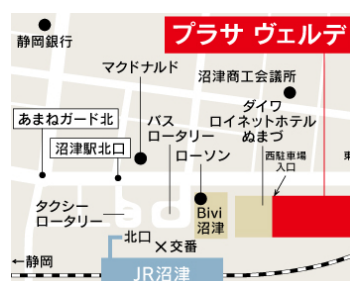 静岡銀行
プラサ ヴェルデ
マクドナルド
沼津商工会議所
ダイワ
ロイネットホテル
ぬまづ
あまねガード北
バス
ロータリー
沼津駅北口
ローソン
西駐車場
入口
タクシー
ロータリー
Bivi
沼津
北口
交番
←静岡
JR沼津